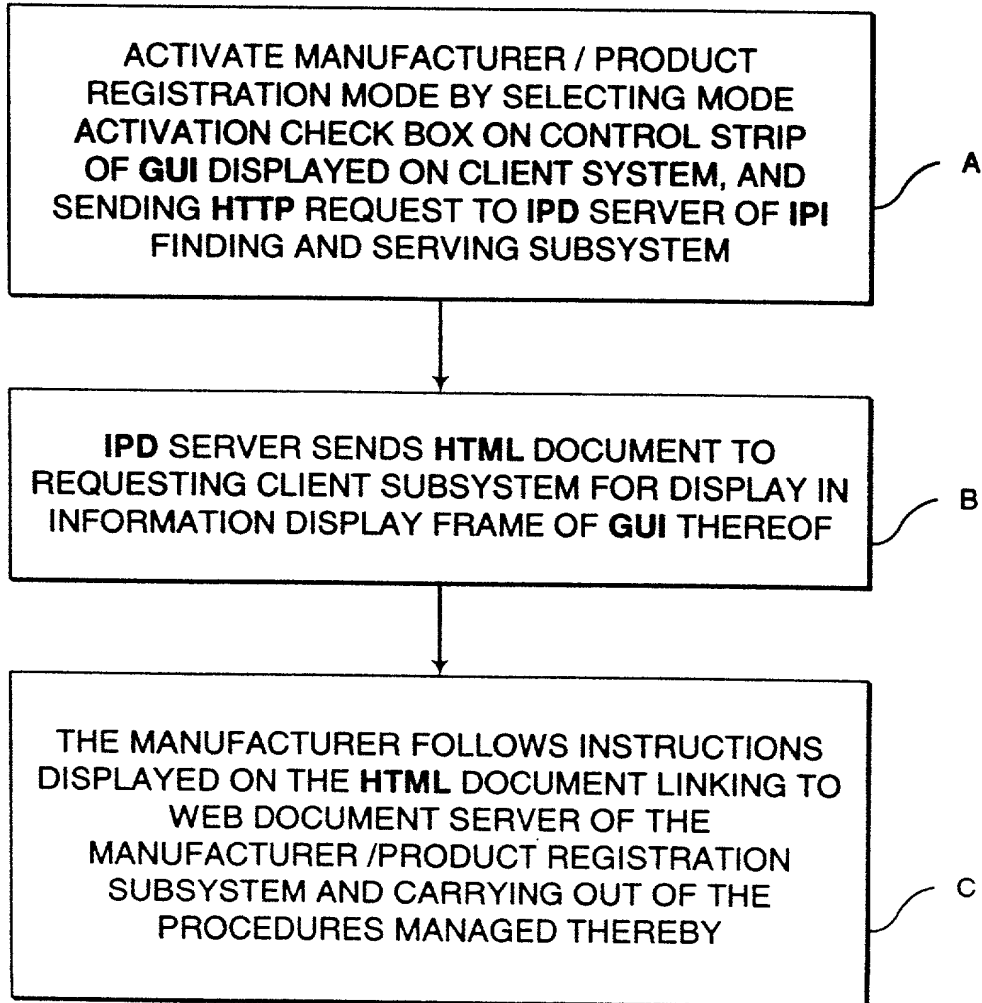 ACTIVATE MANUFACTURER / PRODUCT
REGISTRATION MODE BY SELECTING MODE
ACTIVATION CHECK BOX ON CONTROL STRIP
OF GUI DISPLAYED ON CLIENT SYSTEM, AND
SENDING HTTP REQUEST TO IPD SERVER OF IPI
FINDING AND SERVING SUBSYSTEM
A
IPD SERVER SENDS HTML DOCUMENT TO
REQUESTING CLIENT SUBSYSTEM FOR DISPLAY IN
INFORMATION DISPLAY FRAME OF GUI THEREOF
B
THE MANUFACTURER FOLLOWS INSTRUCTIONS
DISPLAYED ON THE HTML DOCUMENT LINKING TO
WEB DOCUMENT SERVER OF THE
MANUFACTURER /PRODUCT REGISTRATION
SUBSYSTEM AND CARRYING OUT OF THE
PROCEDURES MANAGED THEREBY
C